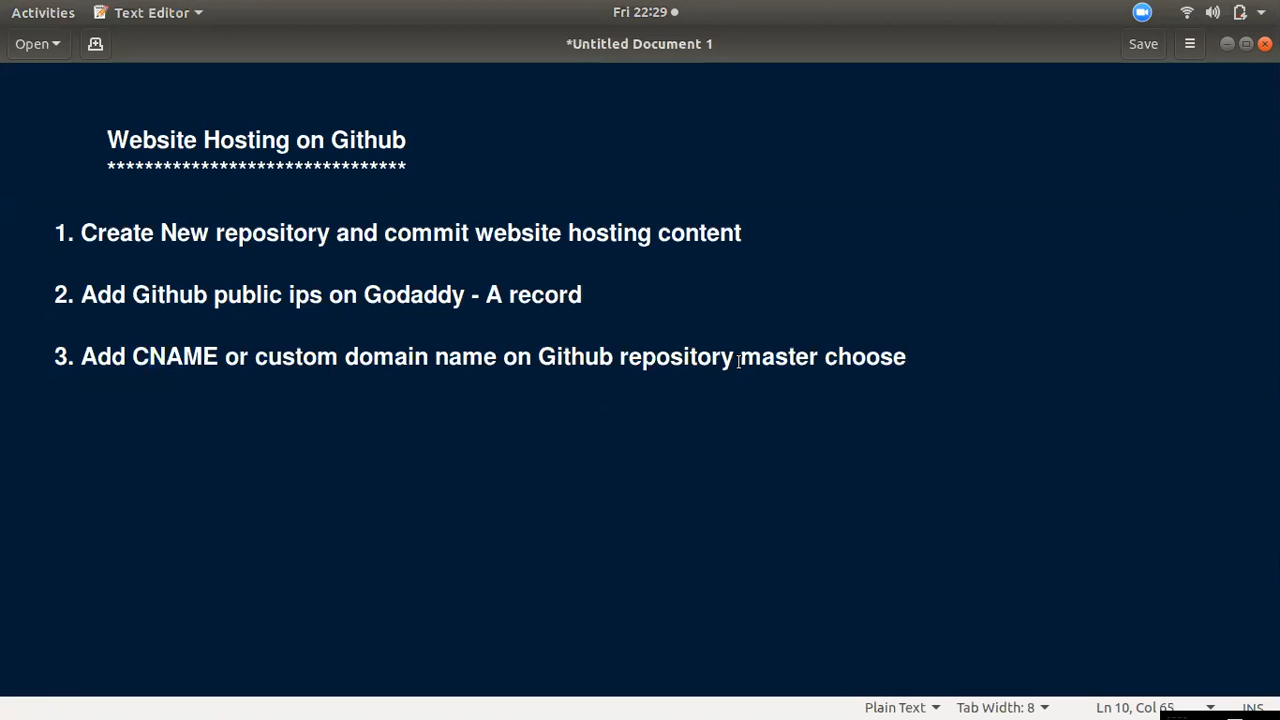 Activities Text Editor Fri 22:29
Open *Untitled Document 1 Save
Website Hosting on Github
********************************
1. Create New repository and commit website hosting content
2. Add Github public ips on Godaddy - A record
3. Add CNAME or custom domain name on Github repository master choose
Plain Text Tab Width: 8 Ln 10, Col 65 INS